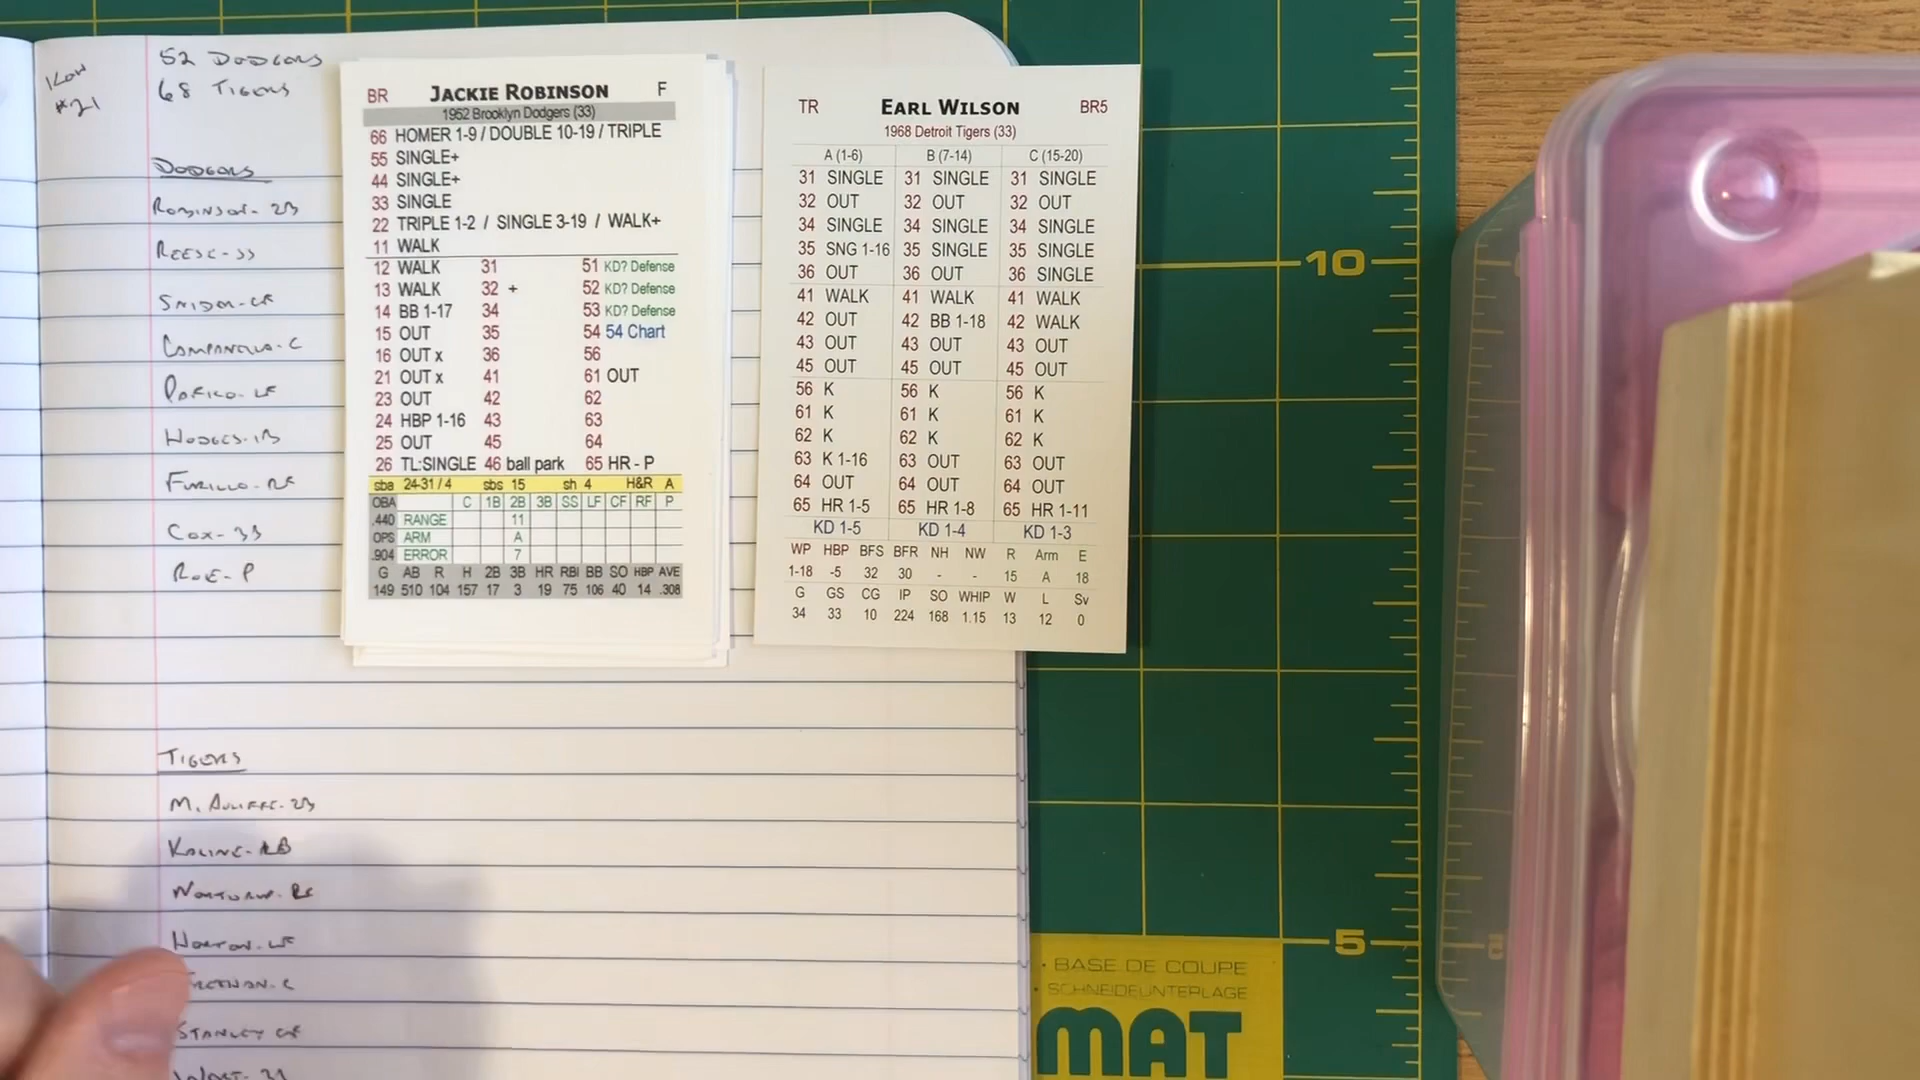 #21
52 DODGERS
68 TIGERS
DODGERS
ROBINSON- 2B
REESE- SS
SNIDER- CF
CAMPANELLA- C
PAFKO- LF
HODGES- 1B
FURILLO- RF
COX- 3B
ROE- P
TIGERS
McAULIFFE- 2B
KALINE- 1B
NORTHRUP- RF
HORTON- LF
FREEHAN- C
STANLEY CF
WERT- 3B
BR JACKIE ROBINSON F
1952 Brooklyn Dodgers (33)
66 HOMER 1-9 / DOUBLE 10-19 / TRIPLE
55 SINGLE+
44 SINGLE+
33 SINGLE
22 TRIPLE 1-2 / SINGLE 3-19 / WALK+
11 WALK
12 WALK 31 51 KD? Defense
13 WALK 32 + 52 KD? Defense
14 BB 1-17 34 53 KD? Defense
15 OUT 35 54 54 Chart
16 OUT x 36 56
21 OUT x 41 61 OUT
23 OUT 42 62
24 HBP 1-16 43 63
25 OUT 45 64
26 TL:SINGLE 46 ball park 65 HR - P
sba 24-31 / 4 sbs 15 sh 4 H&R A
OBA C 1B 2B 3B SS LF CF RF P
.440 RANGE 11
OPS ARM A
.904 ERROR 7
G AB R H 2B 3B HR RBI BB SO HBP AVE
149 510 104 157 17 3 19 75 106 40 14 .308
TR EARL WILSON BR5
1968 Detroit Tigers (33)
A (1-6) B (7-14) C (15-20)
31 SINGLE 31 SINGLE 31 SINGLE
32 OUT 32 OUT 32 OUT
34 SINGLE 34 SINGLE 34 SINGLE
35 SNG 1-16 35 SINGLE 35 SINGLE
36 OUT 36 OUT 36 SINGLE
41 WALK 41 WALK 41 WALK
42 OUT 42 BB 1-18 42 WALK
43 OUT 43 OUT 43 OUT
45 OUT 45 OUT 45 OUT
56 K 56 K 56 K
61 K 61 K 61 K
62 K 62 K 62 K
63 K 1-16 63 OUT 63 OUT
64 OUT 64 OUT 64 OUT
65 HR 1-5 65 HR 1-8 65 HR 1-11
KD 1-5 KD 1-4 KD 1-3
WP HBP BFS BFR NH NW R Arm E
1-18 -5 32 30 - - 15 A 18
G GS CG IP SO WHIP W L Sv
34 33 10 224 168 1.15 13 12 0
10
5
· BASE DE COUPE
· SCHNEIDEUNTERLAGE
MAT